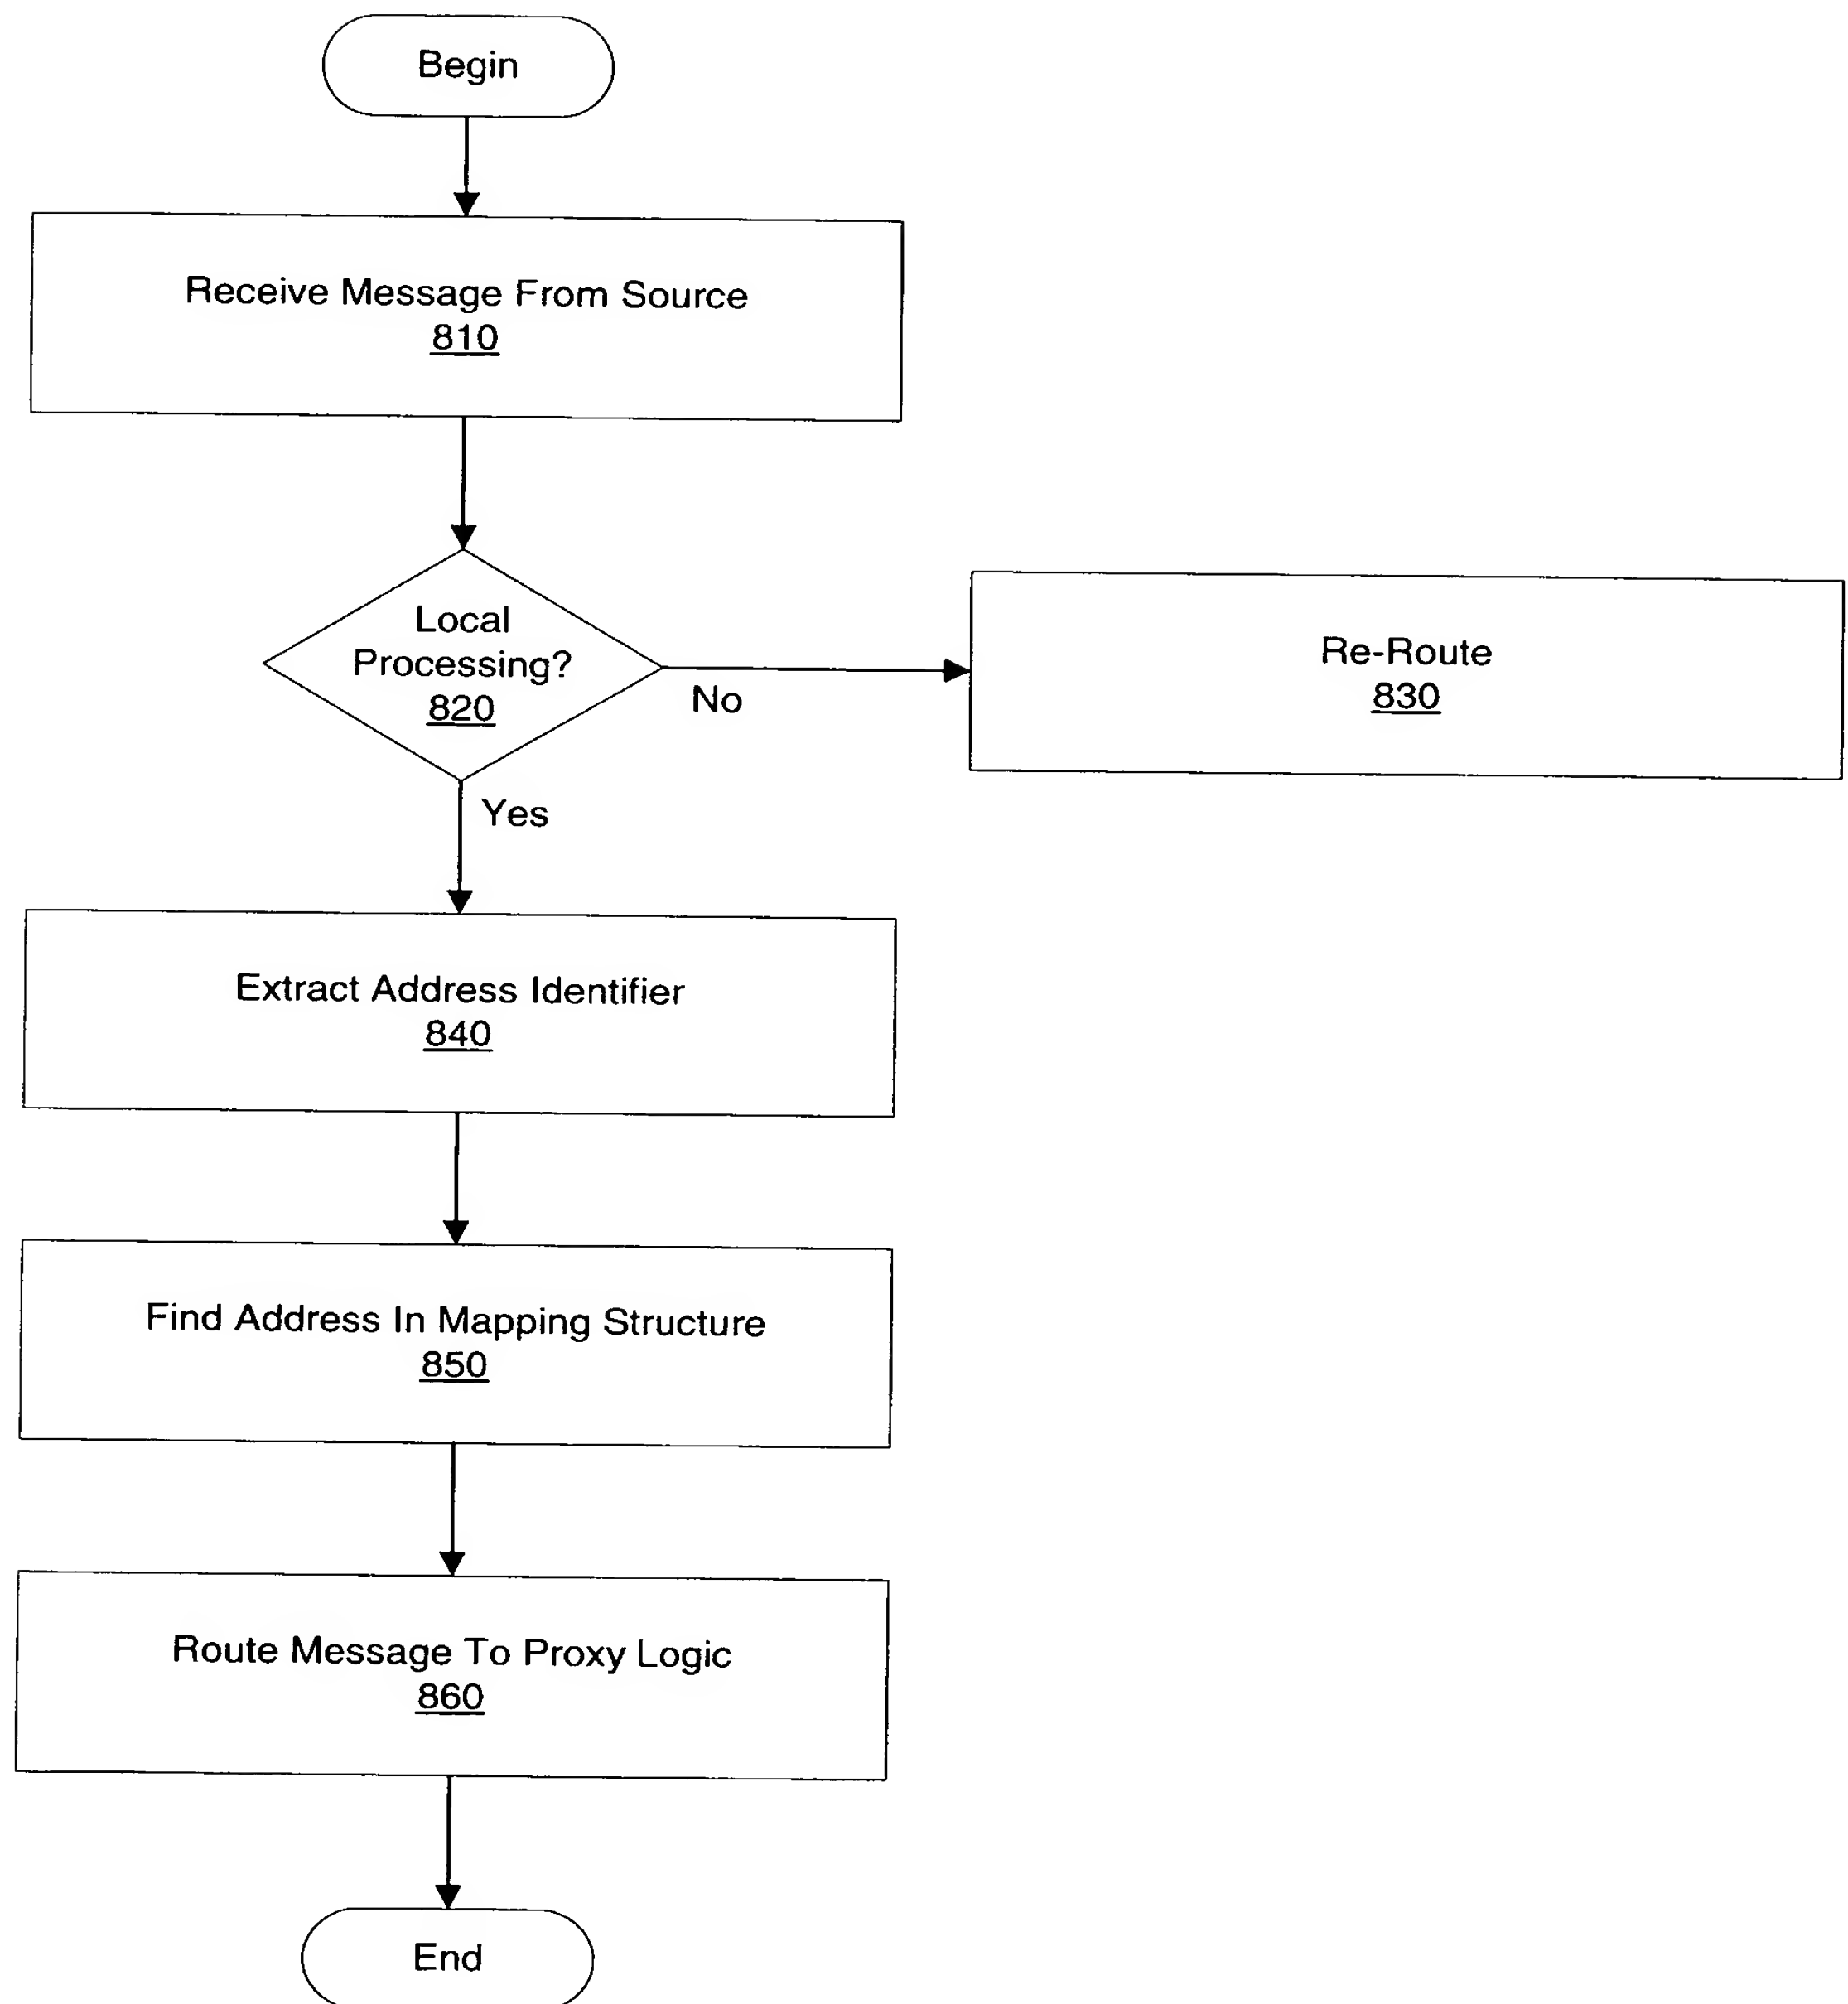 Begin
Receive Message From Source
810
Local
Processing?
820
No
Re-Route
830
Yes
Extract Address Identifier
840
Find Address In Mapping Structure
850
Route Message To Proxy Logic
860
End